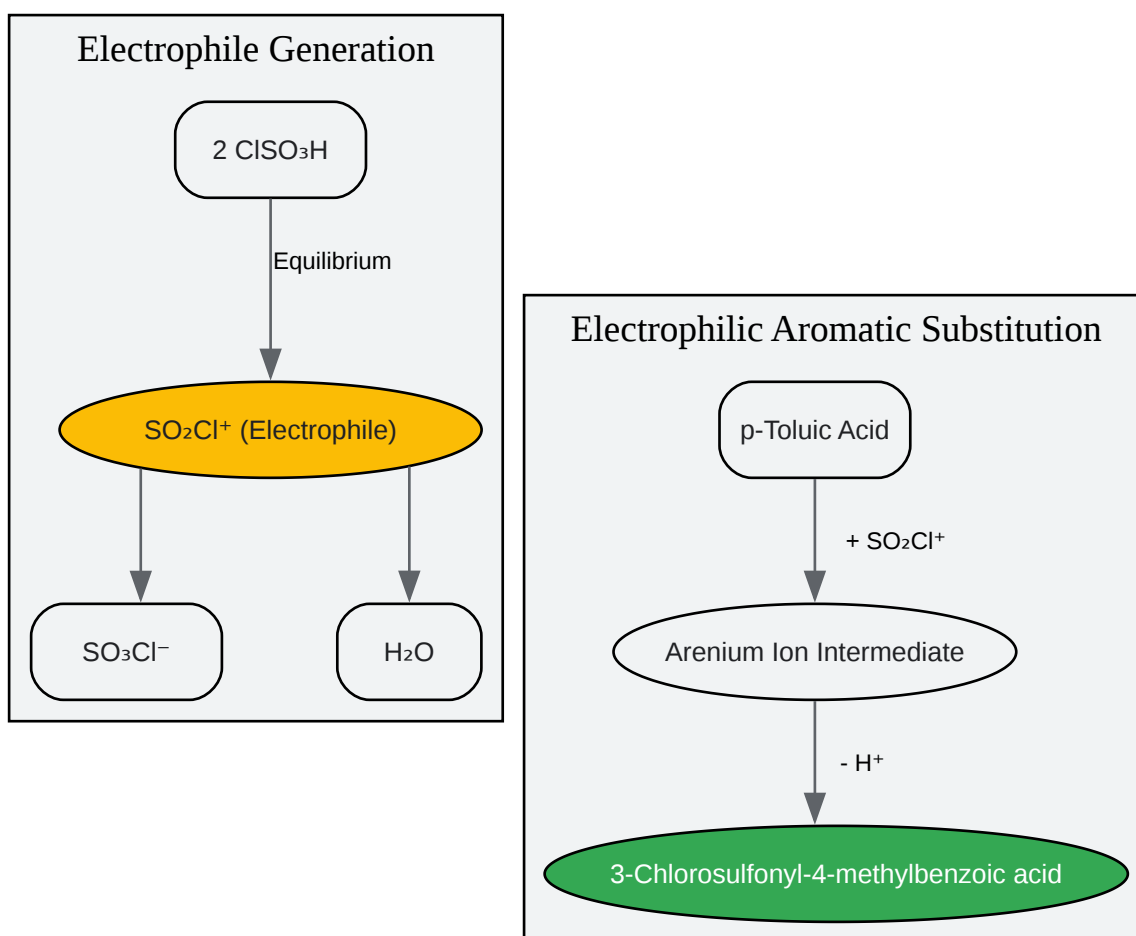 Electrophile Generation
2 ClSO₃H
Equilibrium
SO₂Cl⁺ (Electrophile)
SO₃Cl⁻
H₂O
Electrophilic Aromatic Substitution
p-Toluic Acid
+ SO₂Cl⁺
Arenium Ion Intermediate
- H⁺
3-Chlorosulfonyl-4-methylbenzoic acid